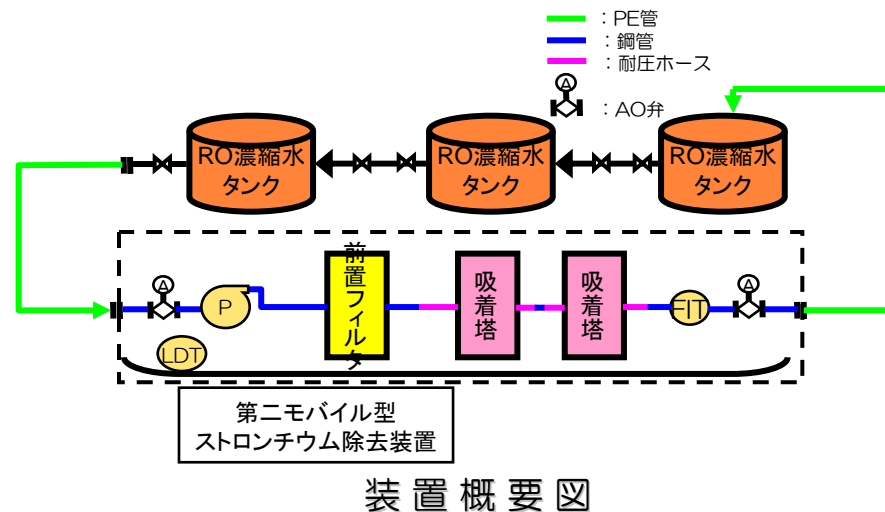 ：PE管
：鋼管
：耐圧ホース
A
：AO弁
RO濃縮水
タンク
RO濃縮水
タンク
RO濃縮水
タンク
A
P
前置フィルタ
吸着塔
吸着塔
FIT
A
LDT
第二モバイル型
ストロンチウム除去装置
装置概要図